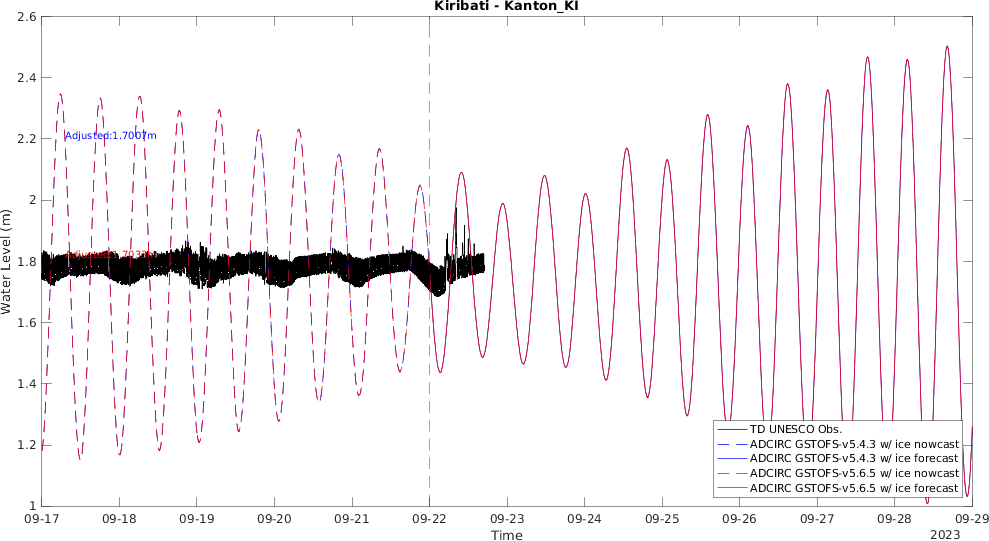 Kiribati - Kanton_KI
2.6
2.4
2.2
2
1.8
1.6
1.4
1.2
1
Water Level (m)
Adjusted:1.7007m
TD UNESCO Obs.
ADCIRC GSTOFS-v5.4.3 w/ ice nowcast
ADCIRC GSTOFS-v5.4.3 w/ ice forecast
ADCIRC GSTOFS-v5.6.5 w/ ice nowcast
ADCIRC GSTOFS-v5.6.5 w/ ice forecast
09-17 09-18 09-19 09-20 09-21 09-22 09-23 09-24 09-25 09-26 09-27 09-28 09-29
Time
2023